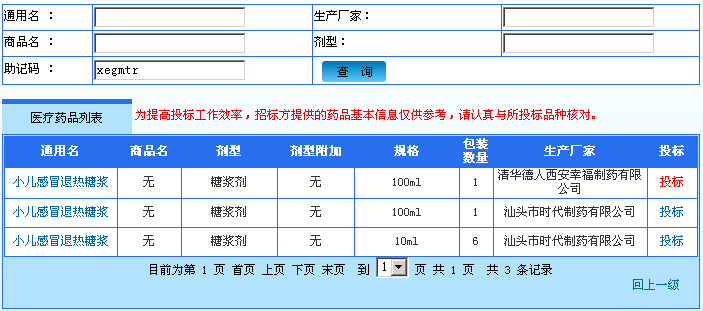 通用名 : 生产厂家:
商品名 : 剂型:
助记码 : xegmtr 查 询
医疗药品列表 为提高投标工作效率，招标方提供的药品基本信息仅供参考，请认真与所投标品种核对。
通用名 商品名 剂型 剂型附加 规格 包装数量 生产厂家 投标
小儿感冒退热糖浆 无 糖浆剂 无 100ml 1 清华德人西安幸福制药有限公司 投标
小儿感冒退热糖浆 无 糖浆剂 无 100ml 1 汕头市时代制药有限公司 投标
小儿感冒退热糖浆 无 糖浆剂 无 10ml 6 汕头市时代制药有限公司 投标
目前为第 1 页 首页 上页 下页 末页 到 1 页 共 1 页 共 3 条记录
回上一级